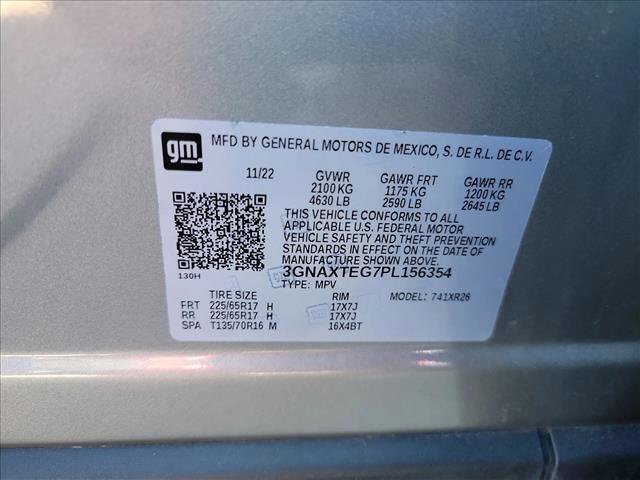 gm
MFD BY GENERAL MOTORS DE MEXICO, S. DE R.L. DE C.V.
11/22 GVWR GAWR FRT GAWR RR
2100 KG 1175 KG 1200 KG
4630 LB 2590 LB 2645 LB
THIS VEHICLE CONFORMS TO ALL
APPLICABLE U.S. FEDERAL MOTOR
VEHICLE SAFETY AND THEFT PREVENTION
STANDARDS IN EFFECT ON THE DATE OF
MANUFACTURE SHOWN ABOVE.
130H
3GNAXTEG7PL156354
TYPE: MPV
TIRE SIZE RIM MODEL: 741XR26
FRT 225/65R17 H 17X7J
RR 225/65R17 H 17X7J
SPA T135/70R16 M 16X4BT